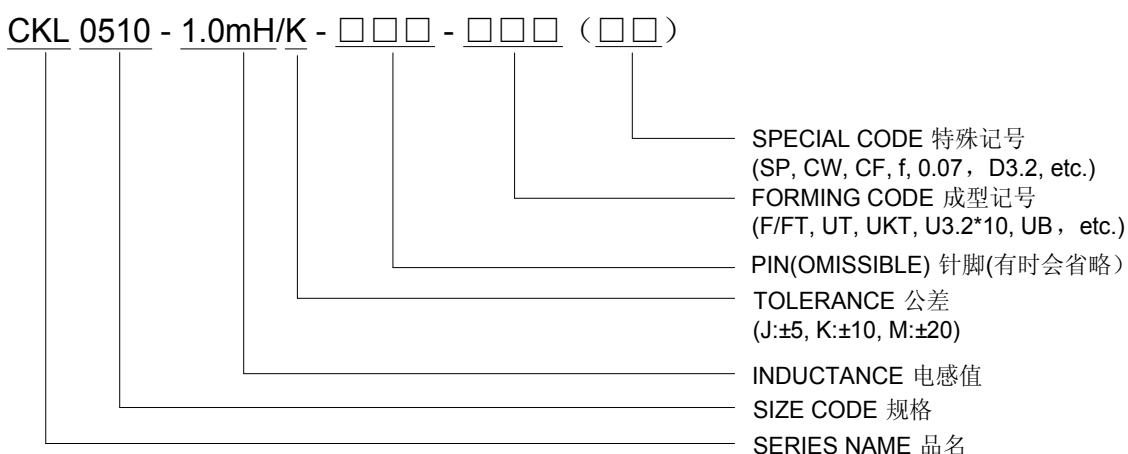 CKL 0510 - 1.0mH/K - □□□ - □□□（□□）
SPECIAL CODE 特殊记号
(SP, CW, CF, f, 0.07，D3.2, etc.)
FORMING CODE 成型记号
(F/FT, UT, UKT, U3.2*10, UB，etc.)
PIN(OMISSIBLE) 针脚(有时会省略）
TOLERANCE 公差
(J:±5, K:±10, M:±20)
INDUCTANCE 电感值
SIZE CODE 规格
SERIES NAME 品名